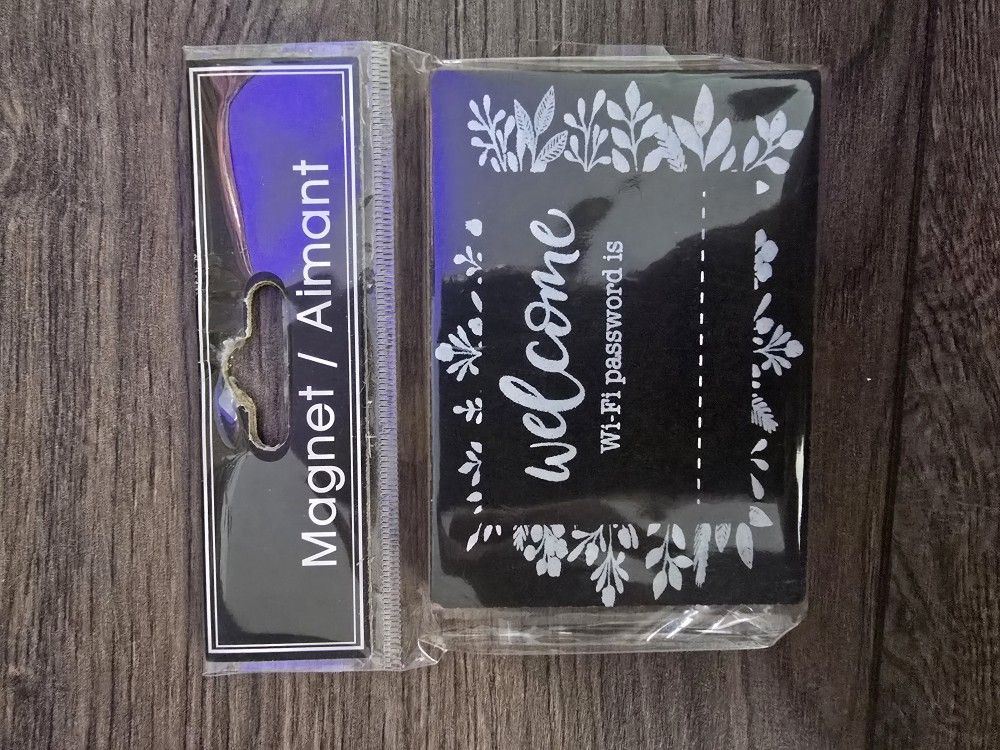 Magnet / Aimant
welcome
Wi-Fi password is